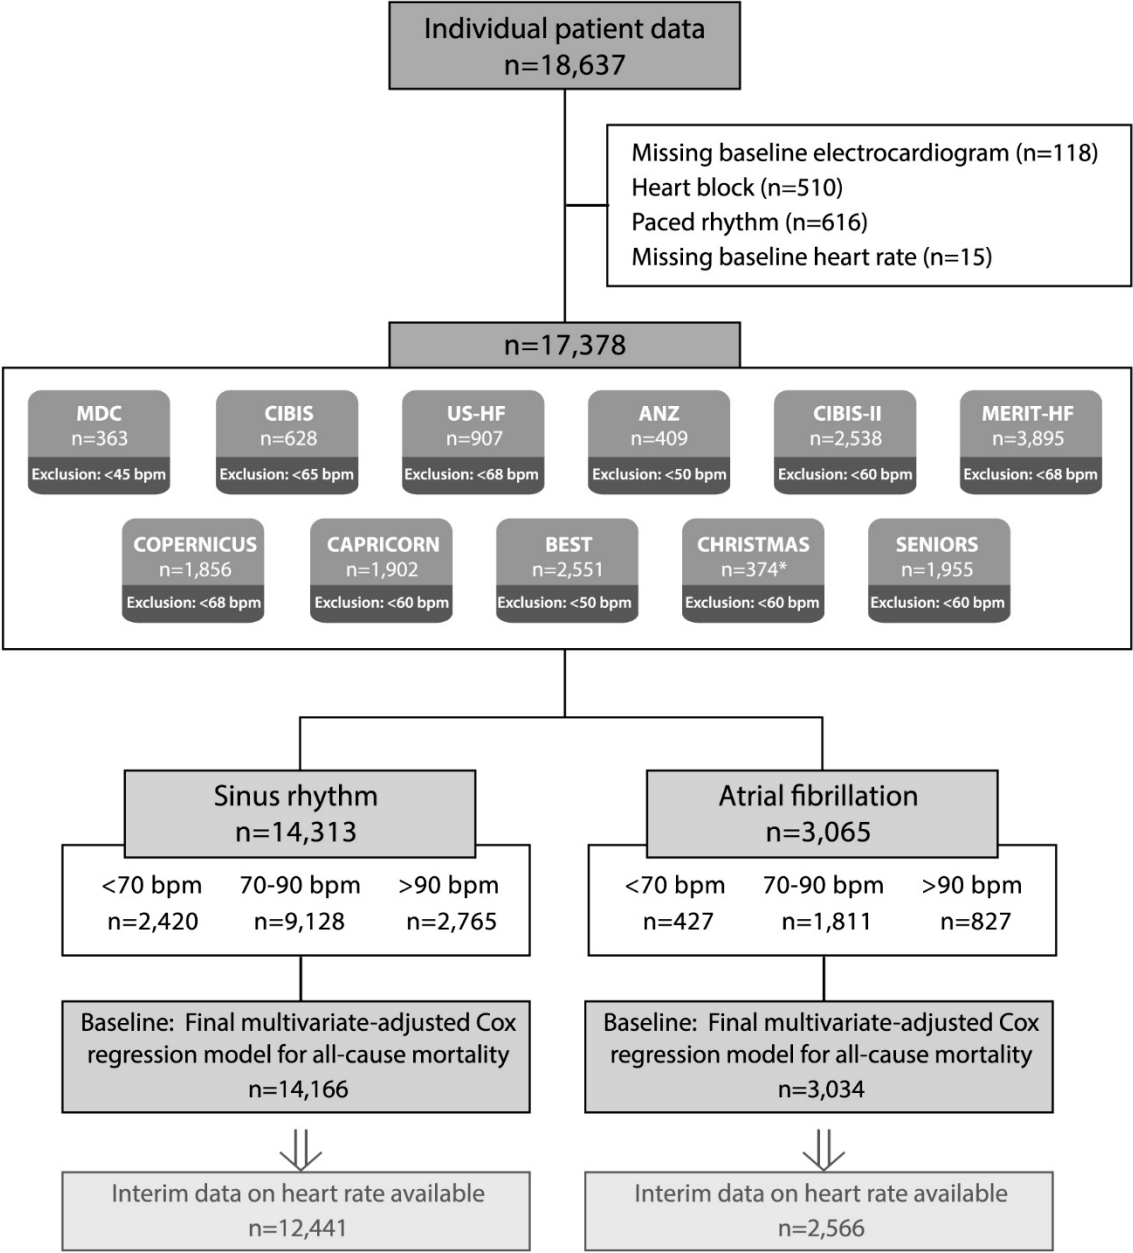 Individual patient data
n=18,637
Missing baseline electrocardiogram (n=118)
Heart block (n=510)
Paced rhythm (n=616)
Missing baseline heart rate (n=15)
n=17,378
MDC
n=363
Exclusion: <45 bpm
CIBIS
n=628
Exclusion: <65 bpm
US-HF
n=907
Exclusion: <68 bpm
ANZ
n=409
Exclusion: <50 bpm
CIBIS-II
n=2,538
Exclusion: <60 bpm
MERIT-HF
n=3,895
Exclusion: <68 bpm
COPERNICUS
n=1,856
Exclusion: <68 bpm
CAPRICORN
n=1,902
Exclusion: <60 bpm
BEST
n=2,551
Exclusion: <50 bpm
CHRISTMAS
n=374*
Exclusion: <60 bpm
SENIORS
n=1,955
Exclusion: <60 bpm
Sinus rhythm
n=14,313
<70 bpm 70-90 bpm >90 bpm
n=2,420 n=9,128 n=2,765
Baseline: Final multivariate-adjusted Cox
regression model for all-cause mortality
n=14,166
Interim data on heart rate available
n=12,441
Atrial fibrillation
n=3,065
<70 bpm 70-90 bpm >90 bpm
n=427 n=1,811 n=827
Baseline: Final multivariate-adjusted Cox
regression model for all-cause mortality
n=3,034
Interim data on heart rate available
n=2,566